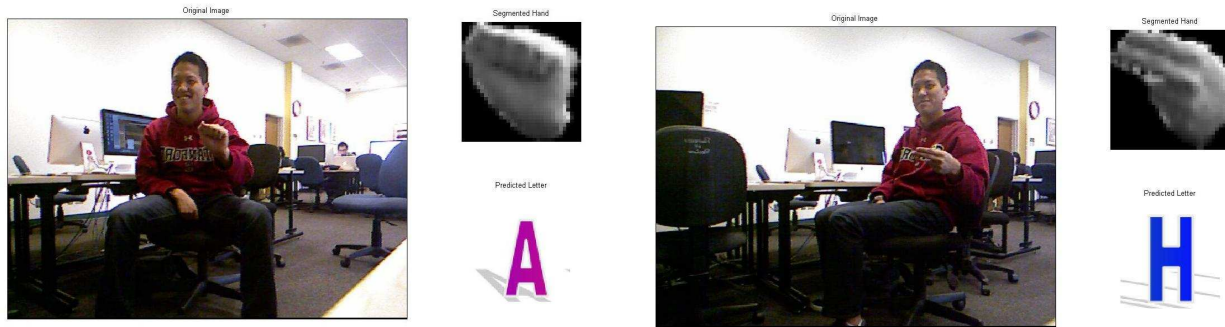 Original Image
Segmented Hand
Predicted Letter
A
Original Image
Segmented Hand
Predicted Letter
H